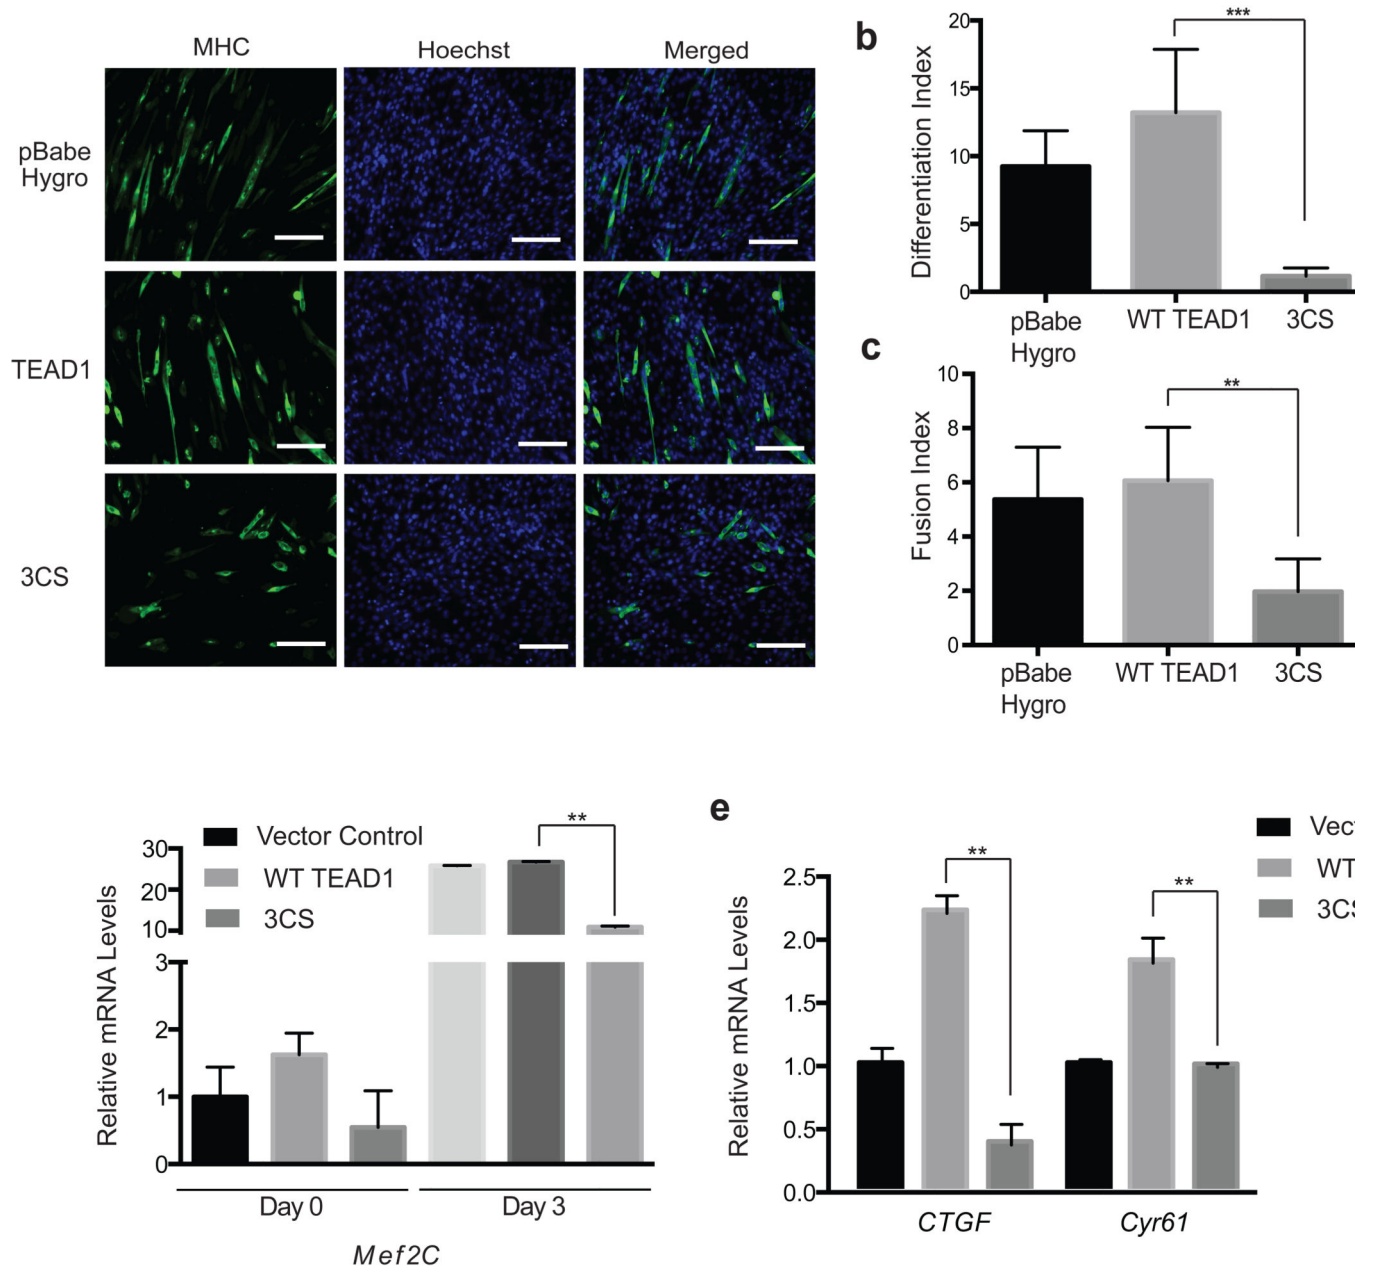 MHC
Hoechst
Merged
pBabe
Hygro
TEAD1
3CS
b
Differentiation Index
20
15
10
5
0
***
pBabe
Hygro
WT TEAD1
3CS
c
Fusion Index
10
8
6
4
2
0
**
pBabe
Hygro
WT TEAD1
3CS
Relative mRNA Levels
30
20
10
3
2
1
0
Vector Control
WT TEAD1
3CS
**
Day 0
Day 3
Mef2C
e
Relative mRNA Levels
2.5
2.0
1.5
1.0
0.5
0.0
**
**
WT
CTGF
Cyr61